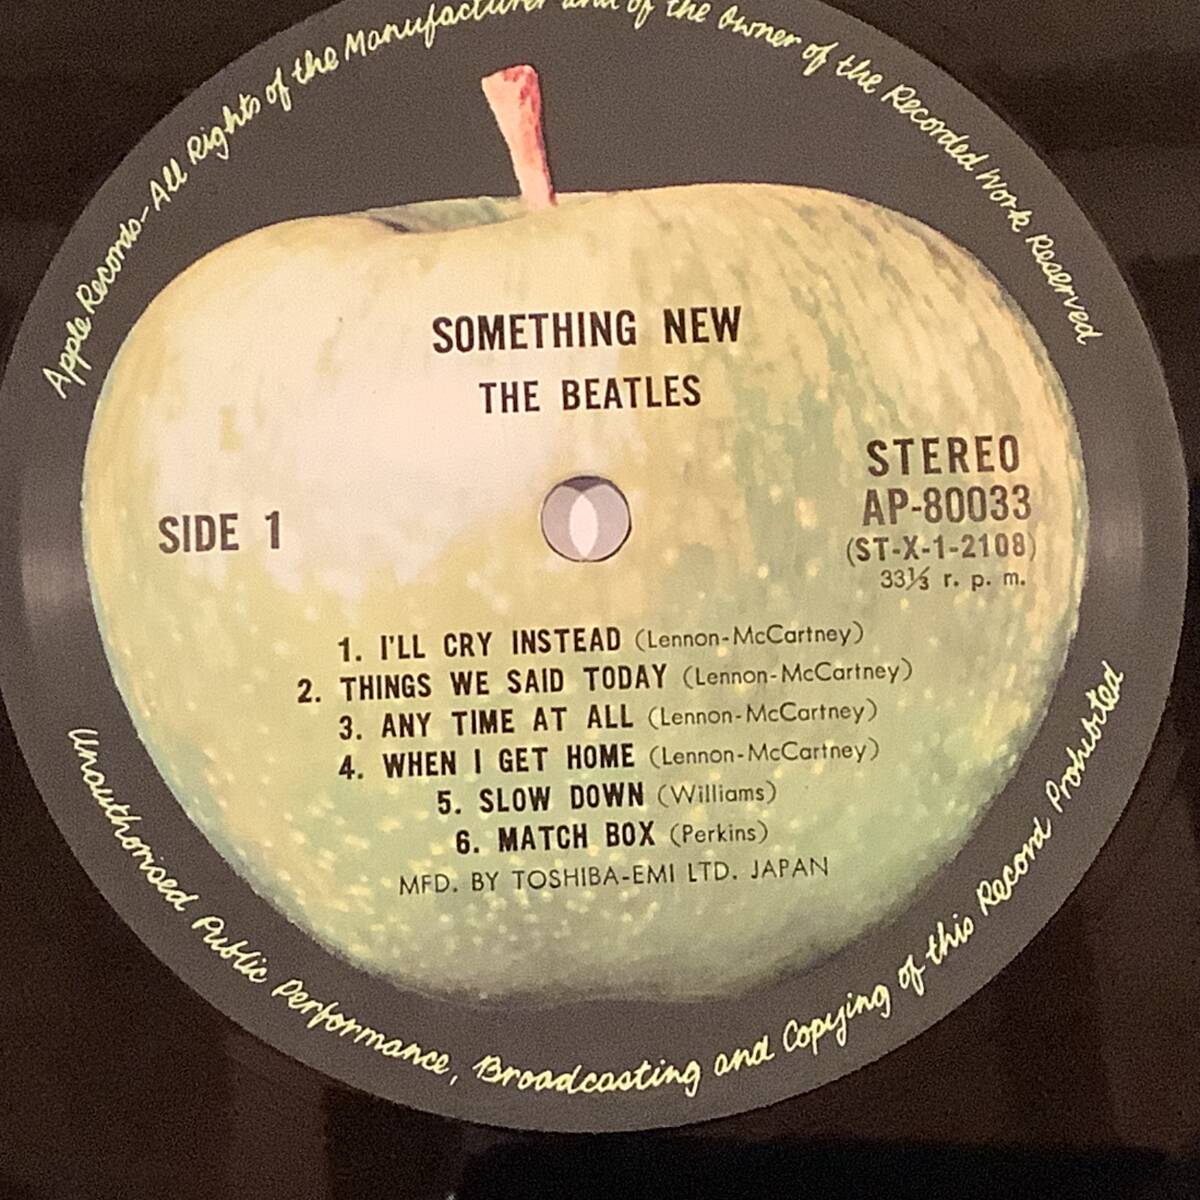 Apple Records-All Rights of the Manufacturer and of the Owner of the Recorded Work Reserved
SOMETHING NEW
THE BEATLES
STEREO
AP-80033
SIDE 1
(ST-X-1-2108)
33⅓ r. p. m.
1. I'LL CRY INSTEAD (Lennon-McCartney)
2. THINGS WE SAID TODAY (Lennon-McCartney)
3. ANY TIME AT ALL (Lennon-McCartney)
4. WHEN I GET HOME (Lennon-McCartney)
5. SLOW DOWN (Williams)
6. MATCH BOX (Perkins)
MFD. BY TOSHIBA-EMI LTD. JAPAN
Unauthorised Public Performance, Broadcasting and Copying of this Record Prohibited